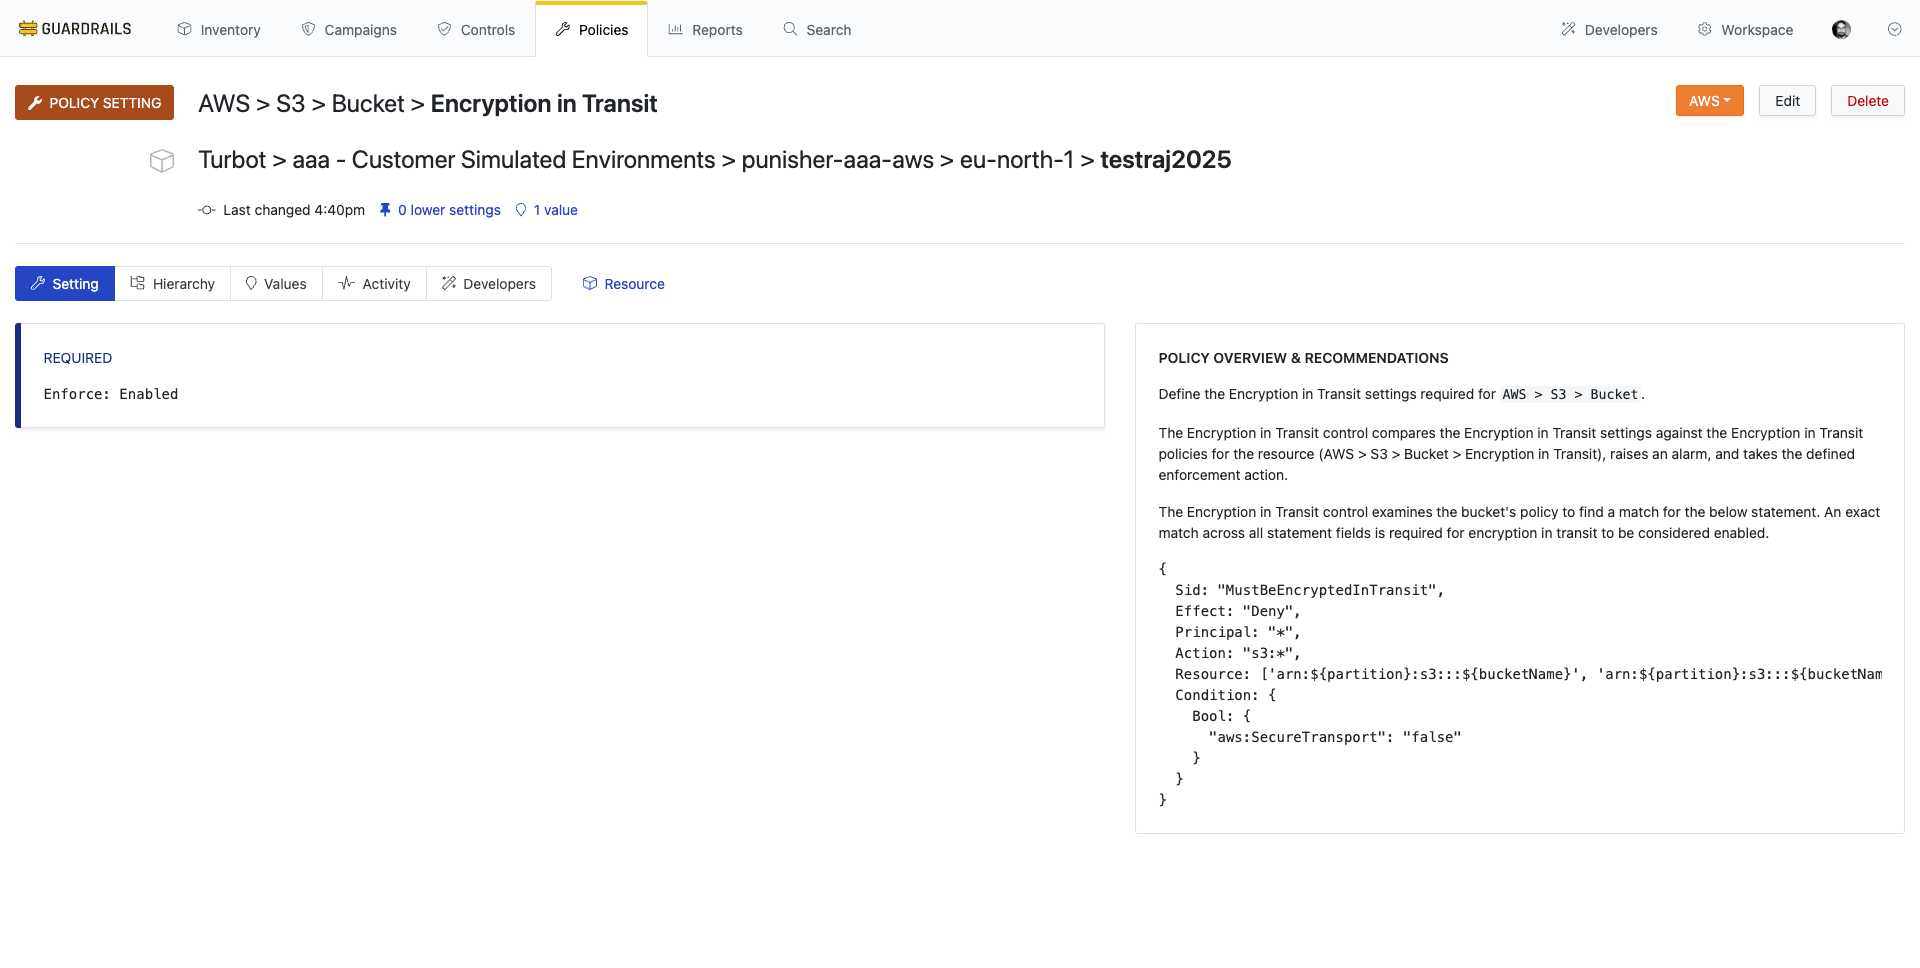 GUARDRAILS
Inventory
Campaigns
Controls
Policies
Reports
Search
Developers
Workspace
POLICY SETTING
AWS > S3 > Bucket > Encryption in Transit
AWS
Edit
Delete
Turbot > aaa - Customer Simulated Environments > punisher-aaa-aws > eu-north-1 > testraj2025
Last changed 4:40pm
0 lower settings
1 value
Setting
Hierarchy
Values
Activity
Developers
Resource
REQUIRED
Enforce: Enabled
POLICY OVERVIEW & RECOMMENDATIONS
Define the Encryption in Transit settings required for AWS > S3 > Bucket.
The Encryption in Transit control compares the Encryption in Transit settings against the Encryption in Transit
policies for the resource (AWS > S3 > Bucket > Encryption in Transit), raises an alarm, and takes the defined
enforcement action.
The Encryption in Transit control examines the bucket's policy to find a match for the below statement. An exact
match across all statement fields is required for encryption in transit to be considered enabled.
{
Sid: "MustBeEncryptedInTransit",
Effect: "Deny",
Principal: "*",
Action: "s3:*",
Resource: ['arn:${partition}:s3:::${bucketName}', 'arn:${partition}:s3:::${bucketNam
Condition: {
Bool: {
"aws:SecureTransport": "false"
}
}
}